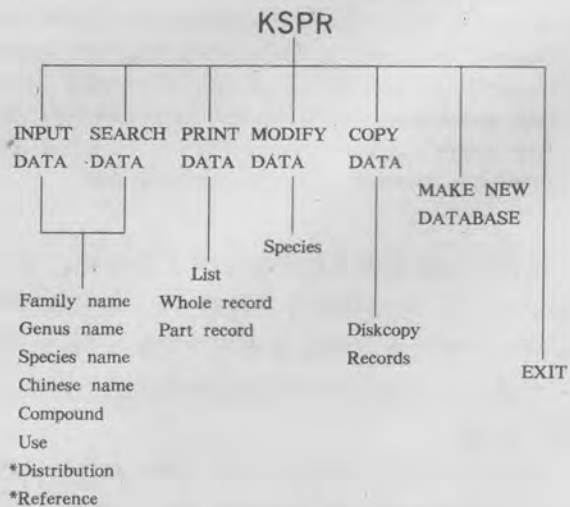 KSPR
INPUT DATA
SEARCH DATA
PRINT DATA
MODIFY DATA
COPY DATA
MAKE NEW
DATABASE
EXIT
Family name
Genus name
Species name
Chinese name
Compound
Use
*Distribution
*Reference
List
Whole record
Part record
Species
Diskcopy
Records